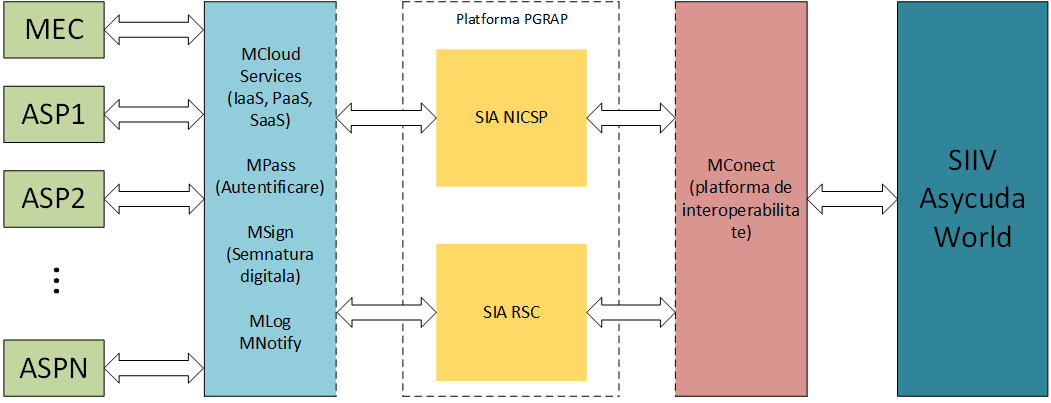 MEC
ASP1
ASP2
...
ASPN
MCloud
Services
(IaaS, PaaS,
SaaS)
MPass
(Autentificare)
MSign
(Semnatura
digitala)
MLog
MNotify
Platforma PGRAP
SIA NICSP
SIA RSC
MConect
(platforma de
interoperabilita
te)
SIIV
Asycuda
World